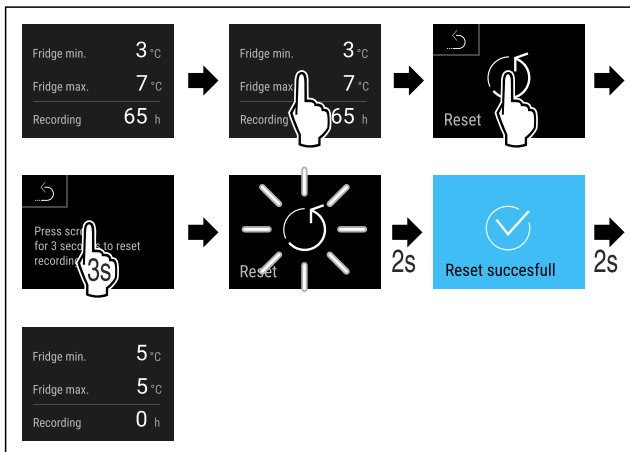 Fridge min. 3 °C
Fridge max. 7 °C
Recording 65 h
Fridge min. 3 °C
Fridge max 7 °C
Recording 65 h
Reset
Press scre
for 3 seconds to reset
recording
3s
Reset
2s
Reset succesfull
2s
Fridge min. 5 °C
Fridge max. 5 °C
Recording 0 h